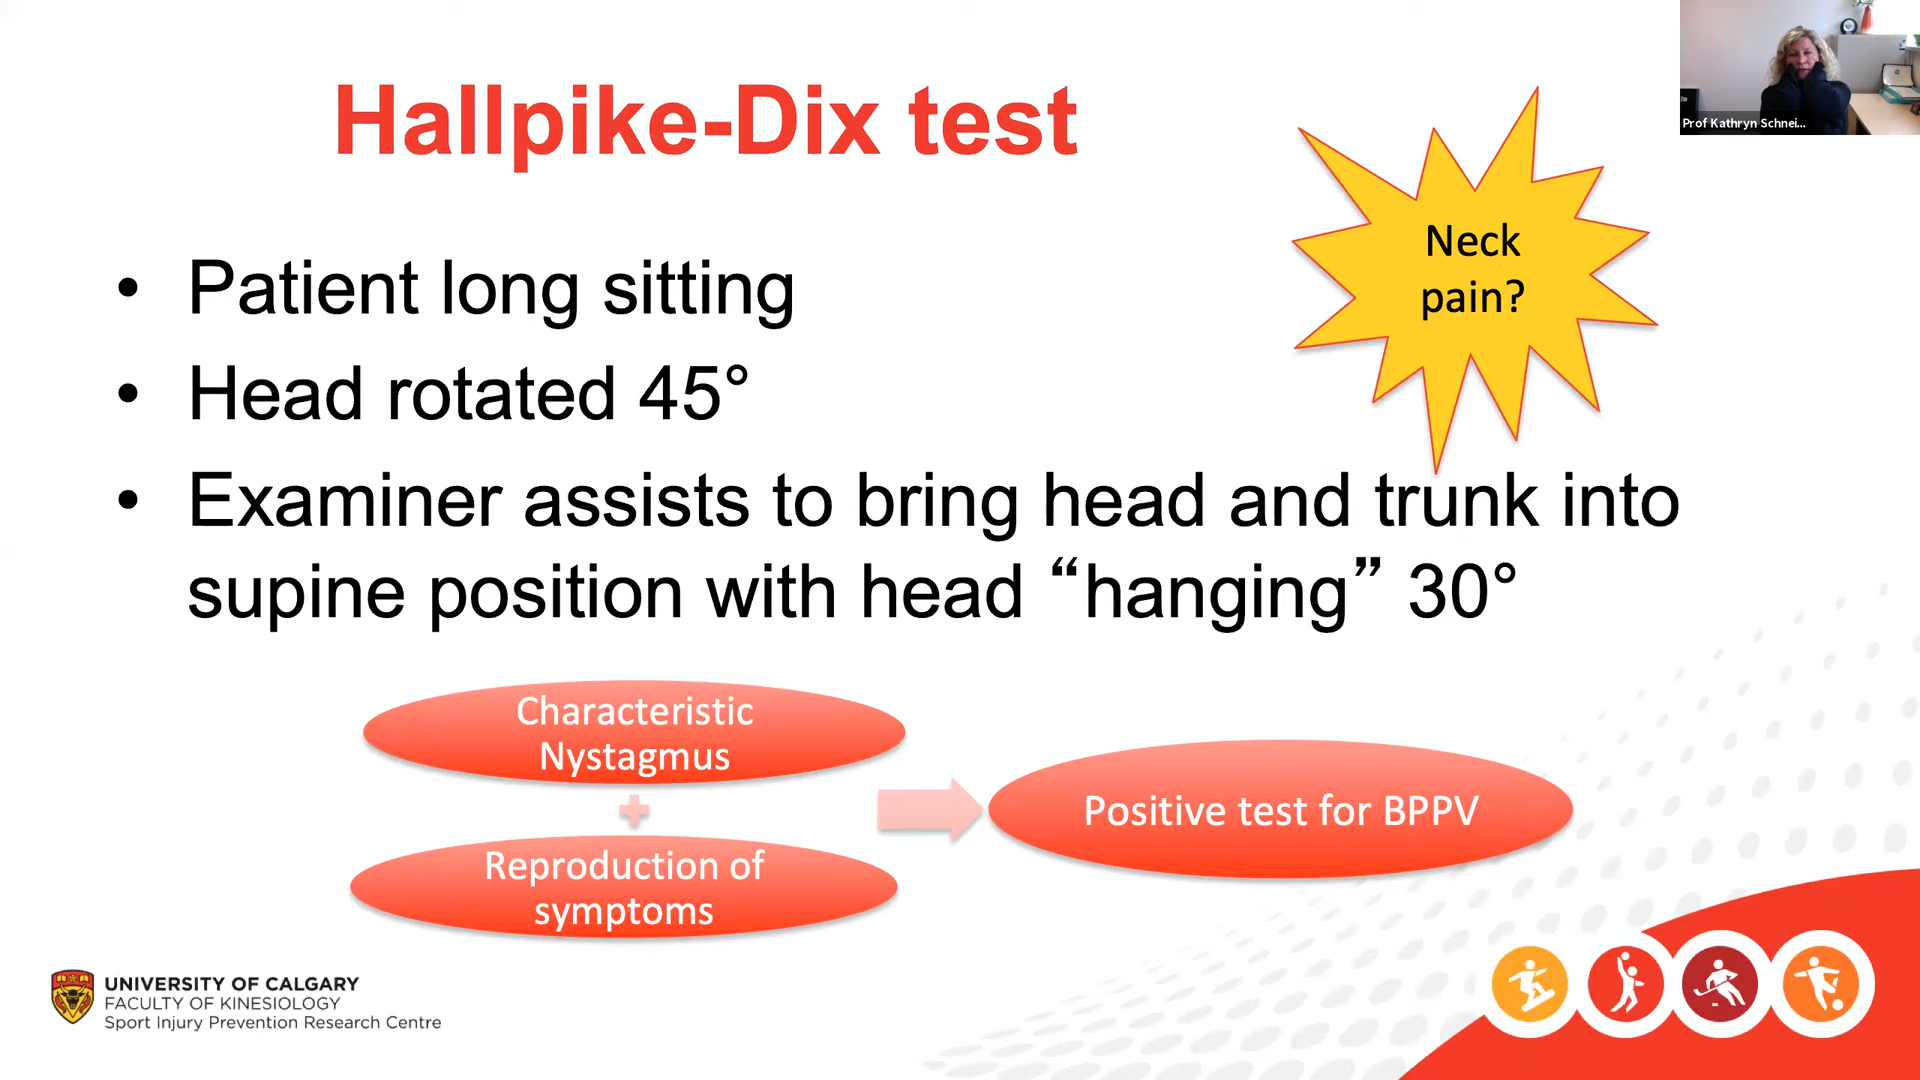 Hallpike-Dix test
Prof Kathryn Schnei...
Neck
pain?
• Patient long sitting
• Head rotated 45°
• Examiner assists to bring head and trunk into
supine position with head “hanging” 30°
Characteristic
Nystagmus
+
Reproduction of
symptoms
Positive test for BPPV
UNIVERSITY OF CALGARY
FACULTY OF KINESIOLOGY
Sport Injury Prevention Research Centre